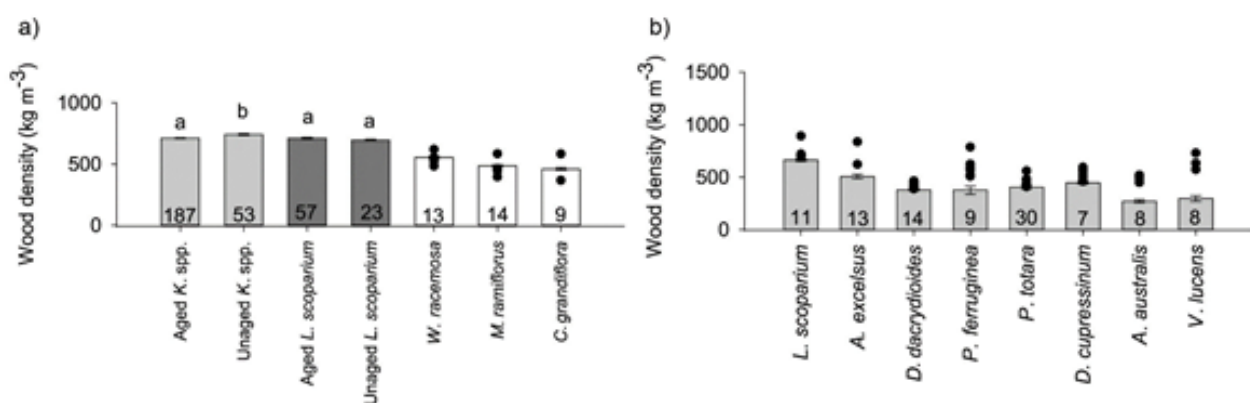 a)
Wood density (kg m⁻³)
1000
500
0
a
b
a
a
187
53
57
23
13
14
9
Aged K. spp.
Unaged K. spp.
Aged L. scoparium
Unaged L. scoparium
W. racemosa
M. ramiflorus
C. grandiflora
b)
Wood density (kg m⁻³)
1500
1000
500
0
11
13
14
9
30
7
8
8
L. scoparium
A. excelsus
D. dacrydioides
P. ferruginea
P. totara
D. cupressinum
A. australis
V. lucens